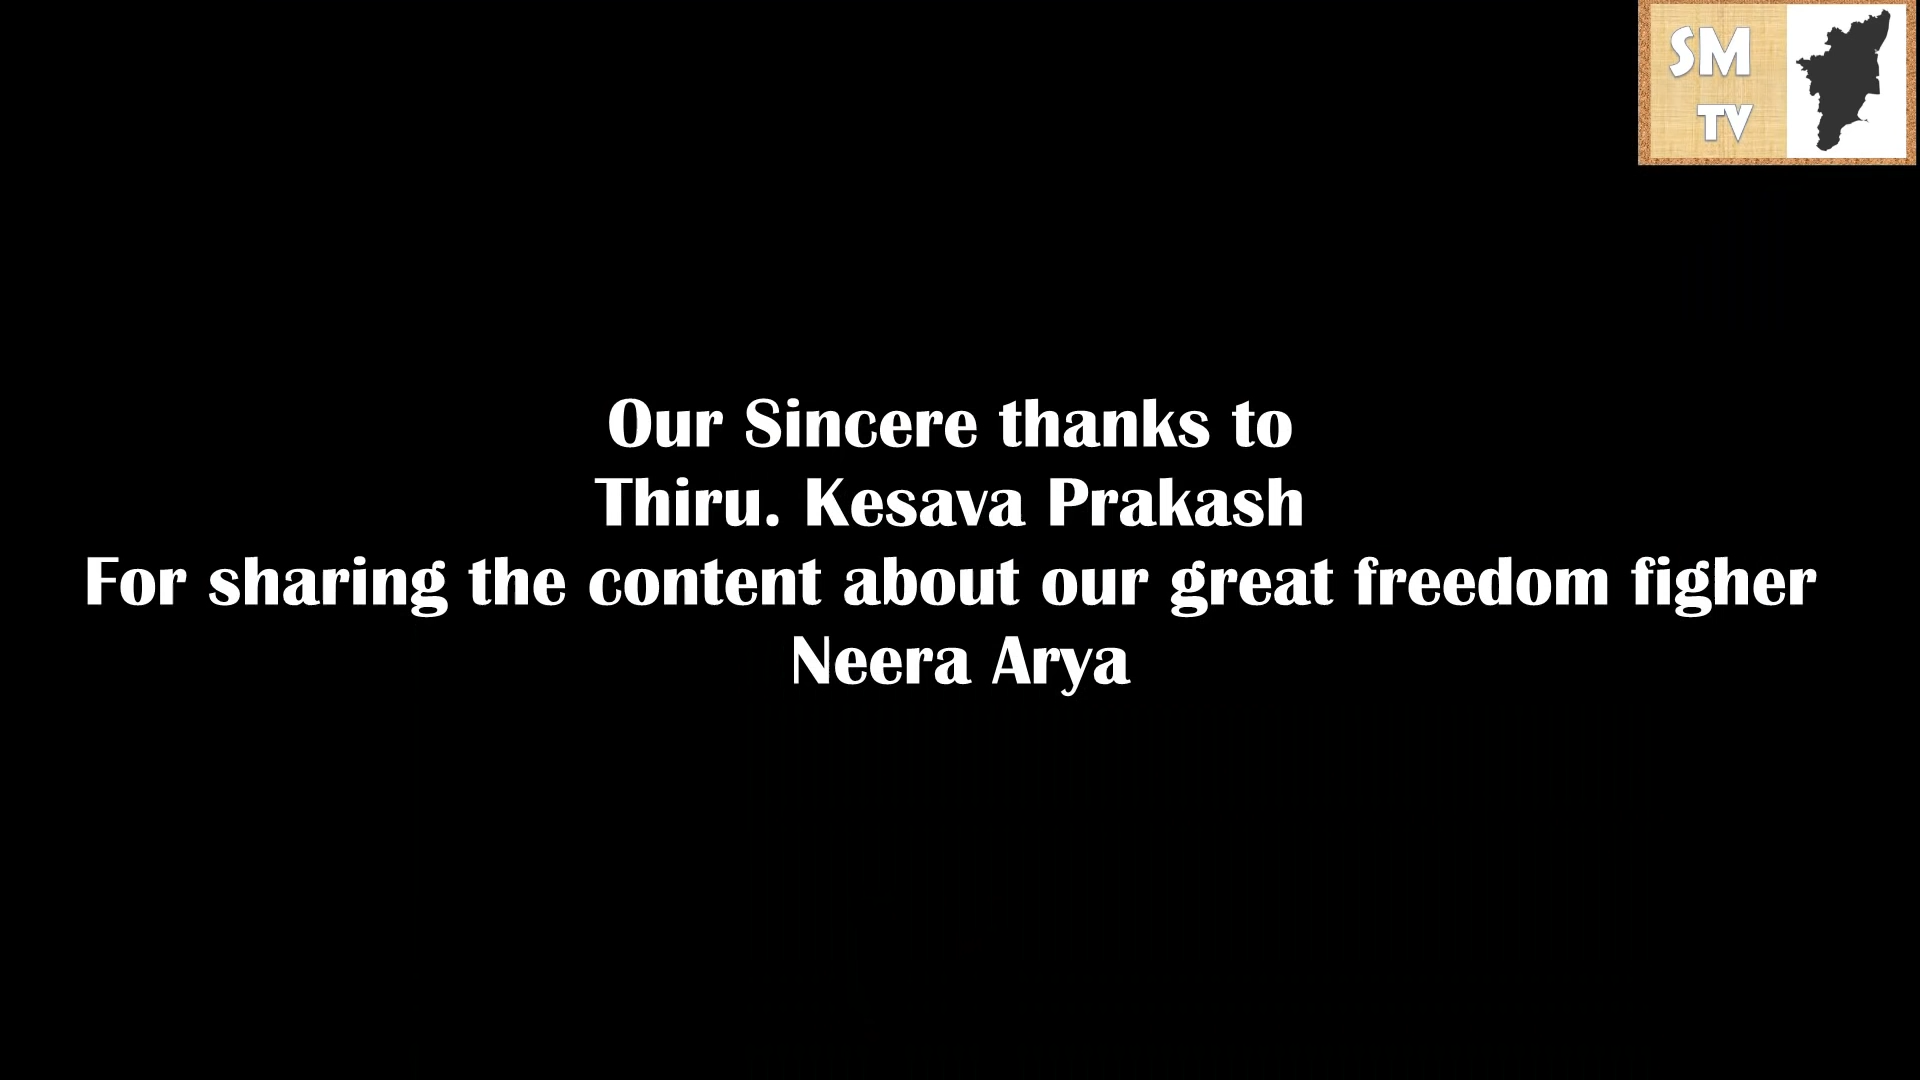 SM
TV
Our Sincere thanks to
Thiru. Kesava Prakash
For sharing the content about our great freedom figher
Neera Arya